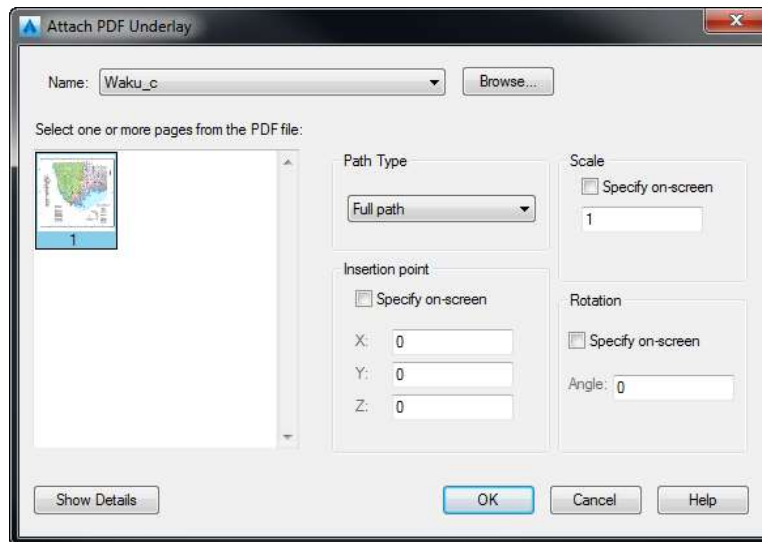 Attach PDF Underlay
Name: Waku_c
Browse...
Select one or more pages from the PDF file:
1
Path Type
Full path
Insertion point
Specify on-screen
X: 0
Y: 0
Z: 0
Scale
Specify on-screen
1
Rotation
Specify on-screen
Angle: 0
Show Details
OK
Cancel
Help